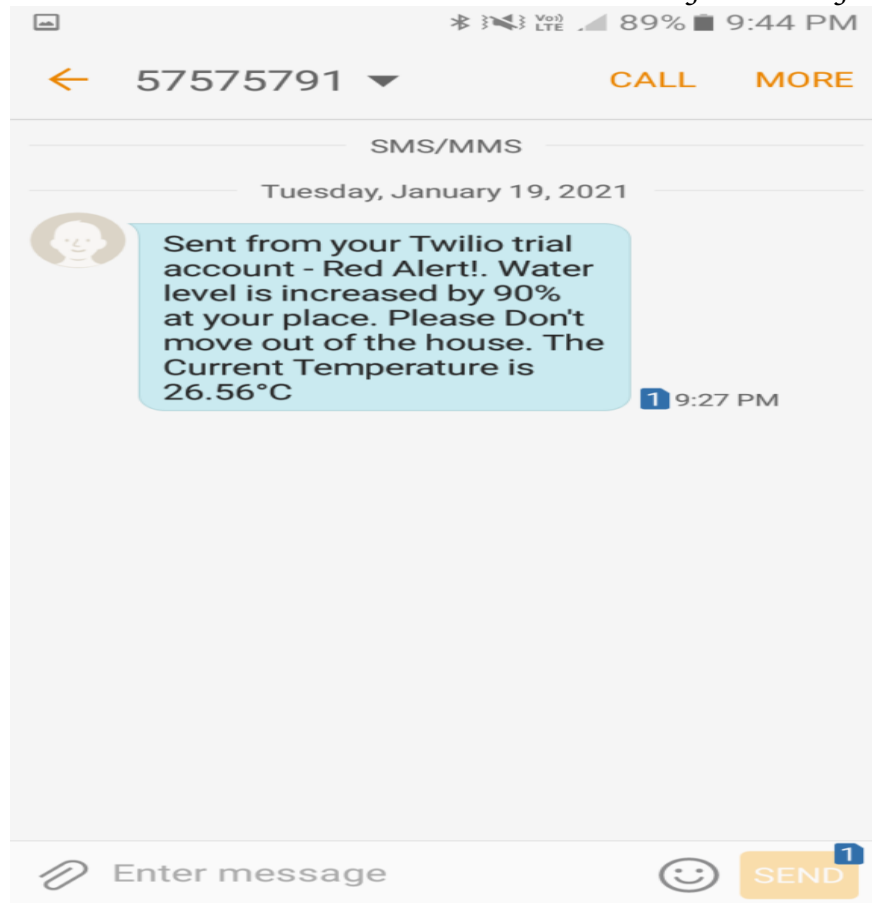 Vo)) LTE 89% 9:44 PM
57575791 CALL MORE
SMS/MMS
Tuesday, January 19, 2021
Sent from your Twilio trial
account - Red Alert!. Water
level is increased by 90%
at your place. Please Don't
move out of the house. The
Current Temperature is
26.56°C
1 9:27 PM
Enter message SEND 1